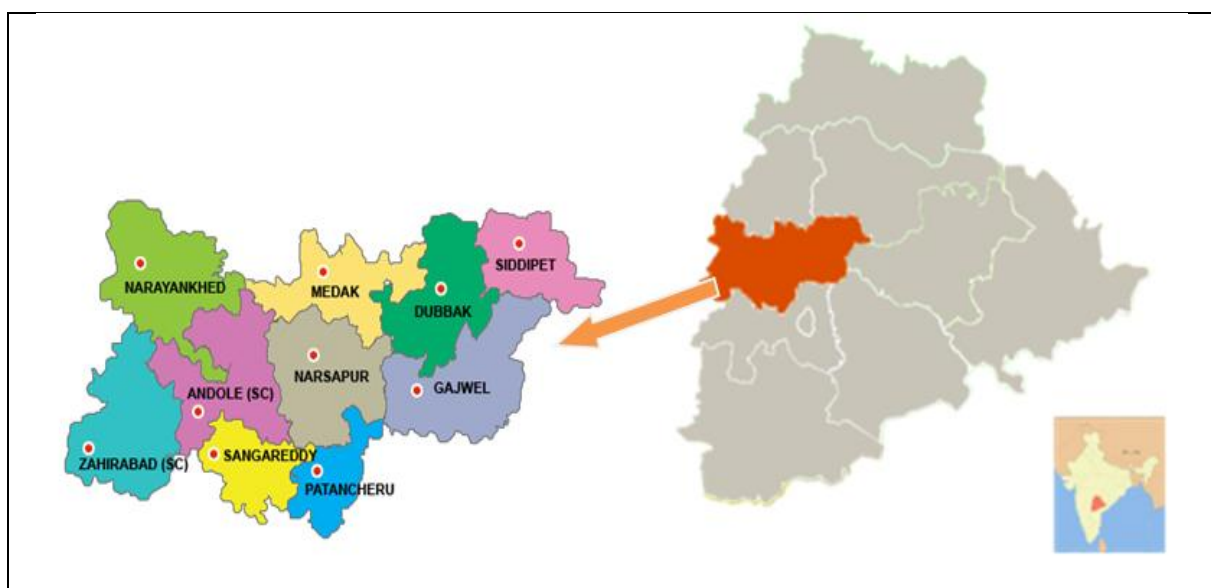 SIDDIPET
NARAYANKHED
MEDAK
DUBBAK
NARSAPUR
GAJWEL
ANDOLE (SC)
SANGAREDDY
ZAHIRABAD (SC)
PATANCHERU